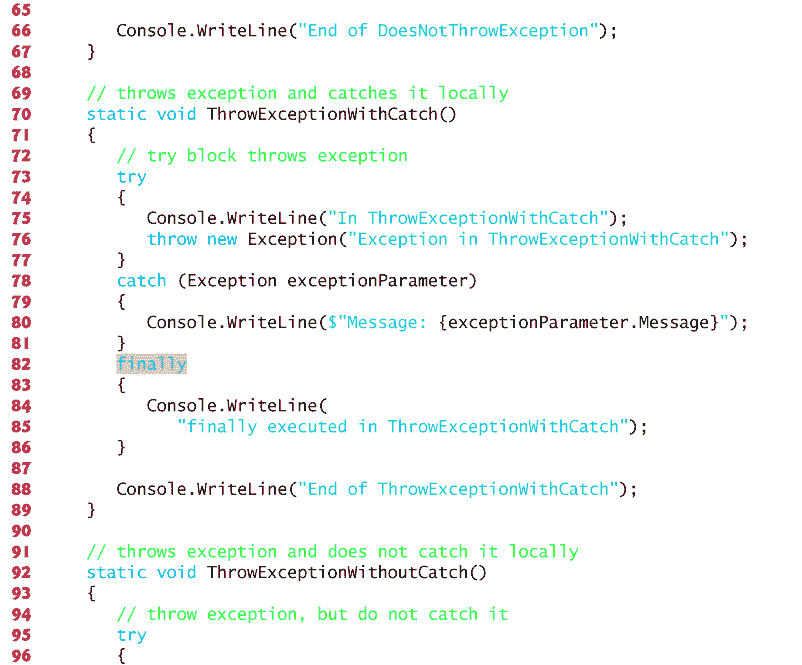 65
66 Console.WriteLine("End of DoesNotThrowException");
67 }
68
69 // throws exception and catches it locally
70 static void ThrowExceptionWithCatch()
71 {
72 // try block throws exception
73 try
74 {
75 Console.WriteLine("In ThrowExceptionWithCatch");
76 throw new Exception("Exception in ThrowExceptionWithCatch");
77 }
78 catch (Exception exceptionParameter)
79 {
80 Console.WriteLine($"Message: {exceptionParameter.Message}");
81 }
82 finally
83 {
84 Console.WriteLine(
85 "finally executed in ThrowExceptionWithCatch");
86 }
87
88 Console.WriteLine("End of ThrowExceptionWithCatch");
89 }
90
91 // throws exception and does not catch it locally
92 static void ThrowExceptionWithoutCatch()
93 {
94 // throw exception, but do not catch it
95 try
96 {